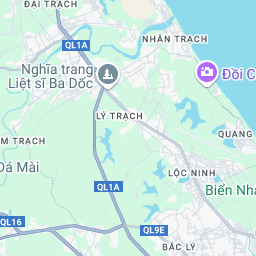 ĐẠI TRẠCH
QL1A
NHÂN TRẠCH
Nghĩa trang
Liệt sĩ Ba Dốc
Đồi C
LÝ TRẠCH
QUANG
M TRẠCH
Đá Mài
LỘC NINH
QL1A
Biển Nhâ
QL16
QL9E
BẮC LÝ